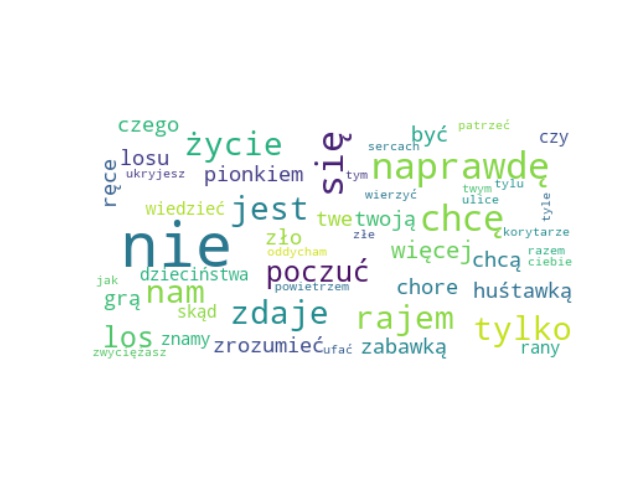 czego
patrzeć
życie
się
być
czy
sercach
losu
ręce
ukryjesz
pionkiem
tym
naprawdę
twym
tylu
wierzyć
ulice
tyle
wiedzieć
jest
twe
twoją
chcę
korytarze
nie
zło
złe
oddycham
więcej
chcą
razem
ciebie
jak
dzieciństwa
poczuć
powietrzem
chore
huśtawką
grą
nam
skąd
zdaje
rajem
tylko
los
znamy
zrozumieć
ufać
zabawką
rany
zwyciężasz